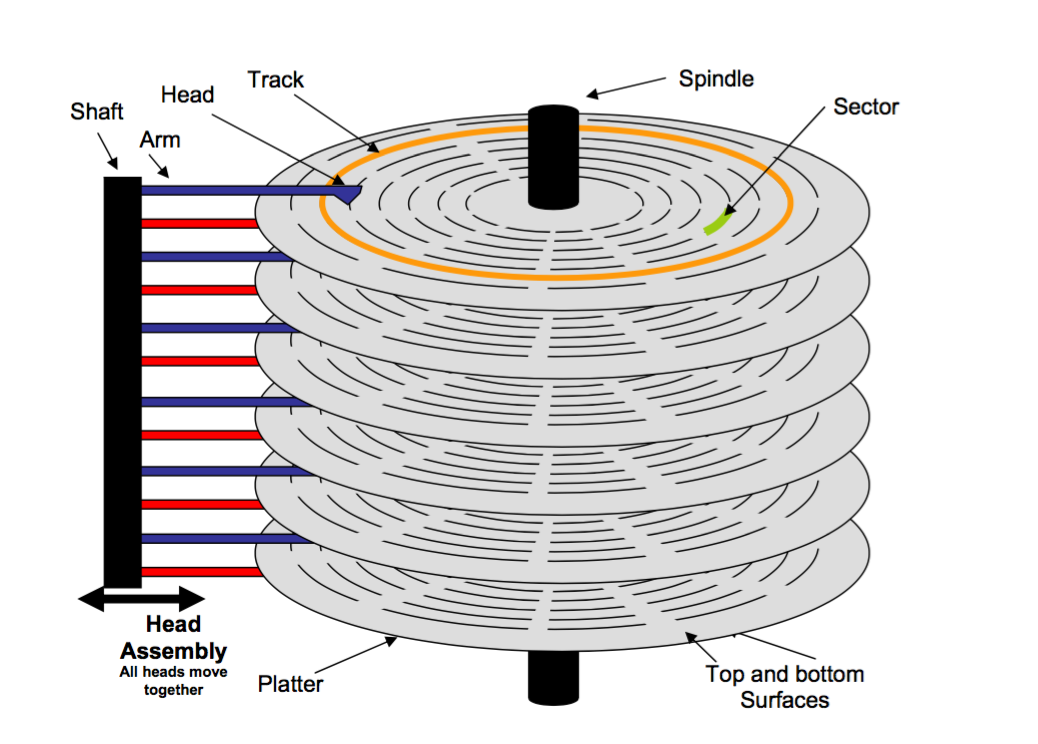 Track
Spindle
Head
Sector
Shaft
Arm
Head
Assembly
All heads move
together
Platter
Top and bottom
Surfaces